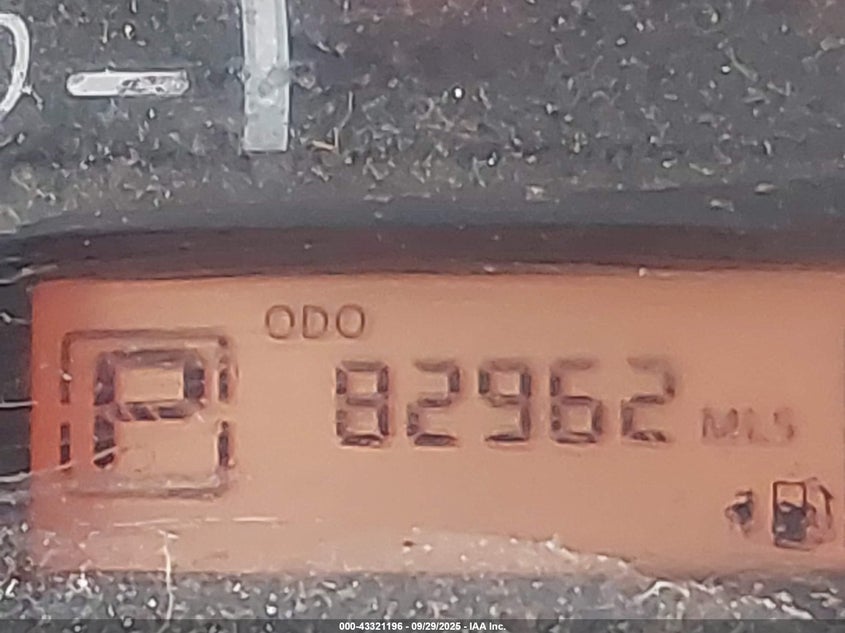 ODO
P 82962 MLS
000-43321196 - 09/29/2025 - IAA Inc.